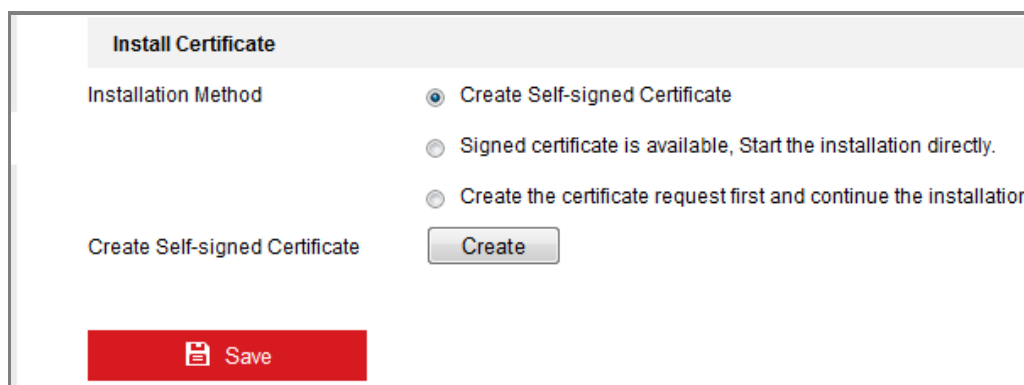 Install Certificate
Installation Method
Create Self-signed Certificate
Signed certificate is available, Start the installation directly.
Create the certificate request first and continue the installation
Create Self-signed Certificate
Create
Save